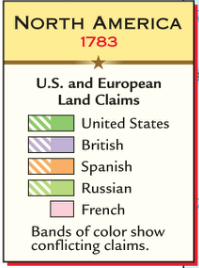 NORTH AMERICA
1783
U.S. and European
Land Claims
United States
British
Spanish
Russian
French
Bands of color show
conflicting claims.